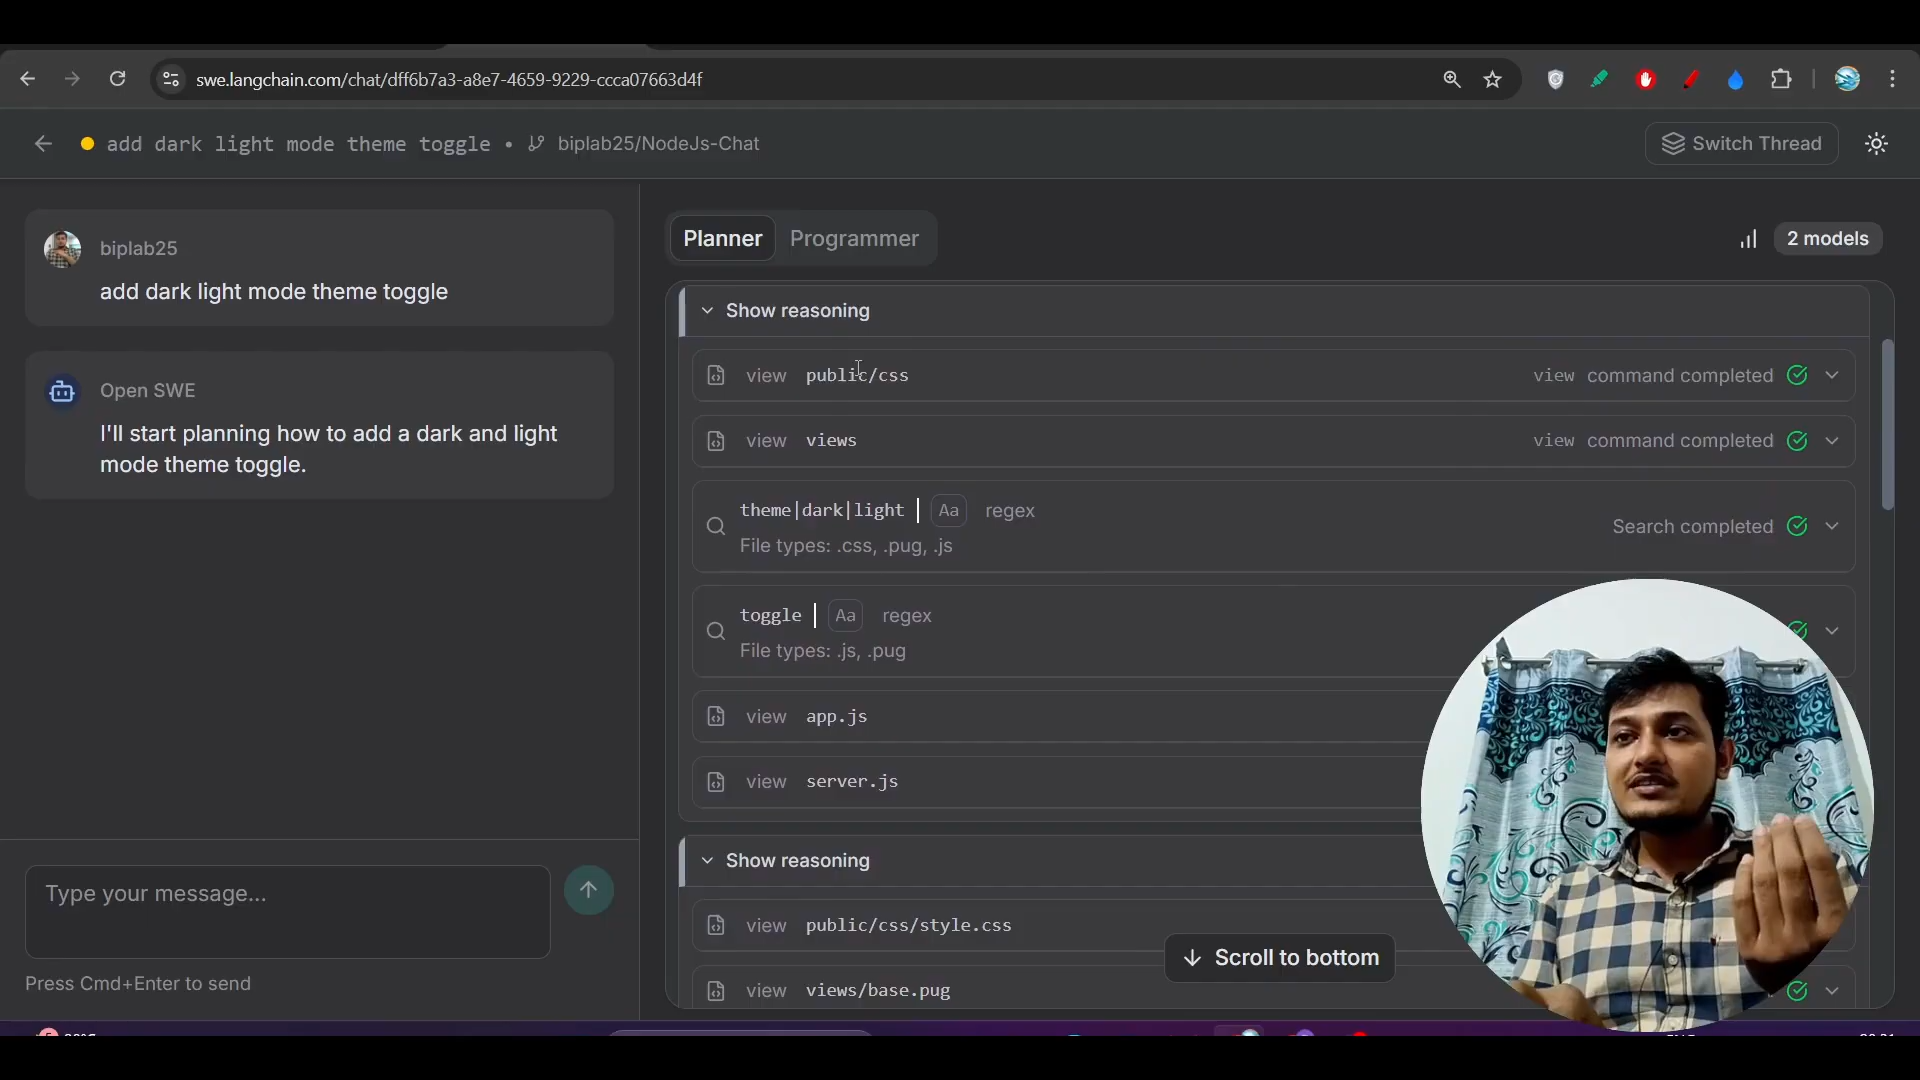 swe.langchain.com/chat/dff6b7a3-a8e7-4659-9229-ccca07663d4f
add dark light mode theme toggle • biplab25/NodeJs-Chat
Switch Thread
biplab25
add dark light mode theme toggle
Open SWE
I'll start planning how to add a dark and light
mode theme toggle.
Type your message...
Press Cmd+Enter to send
Planner Programmer
2 models
Show reasoning
view public/css view command completed
view views view command completed
theme|dark|light Aa regex
File types: .css, .pug, .js
Search completed
toggle Aa regex
File types: .js, .pug
view app.js
view server.js
Show reasoning
view public/css/style.css
Scroll to bottom
view views/base.pug